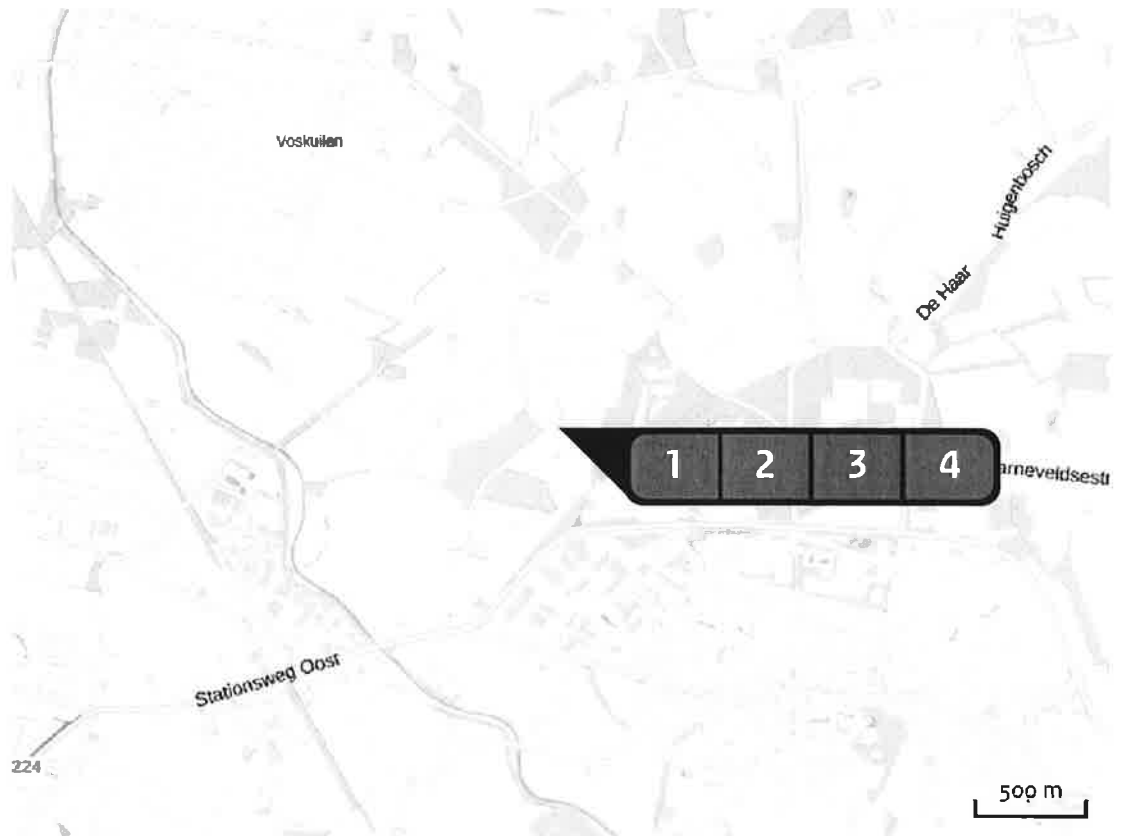 Voskuilen
Huigenbosch
De Haar
1 2 3 4
arneveldsestr
Stationsweg Oost
224
500 m